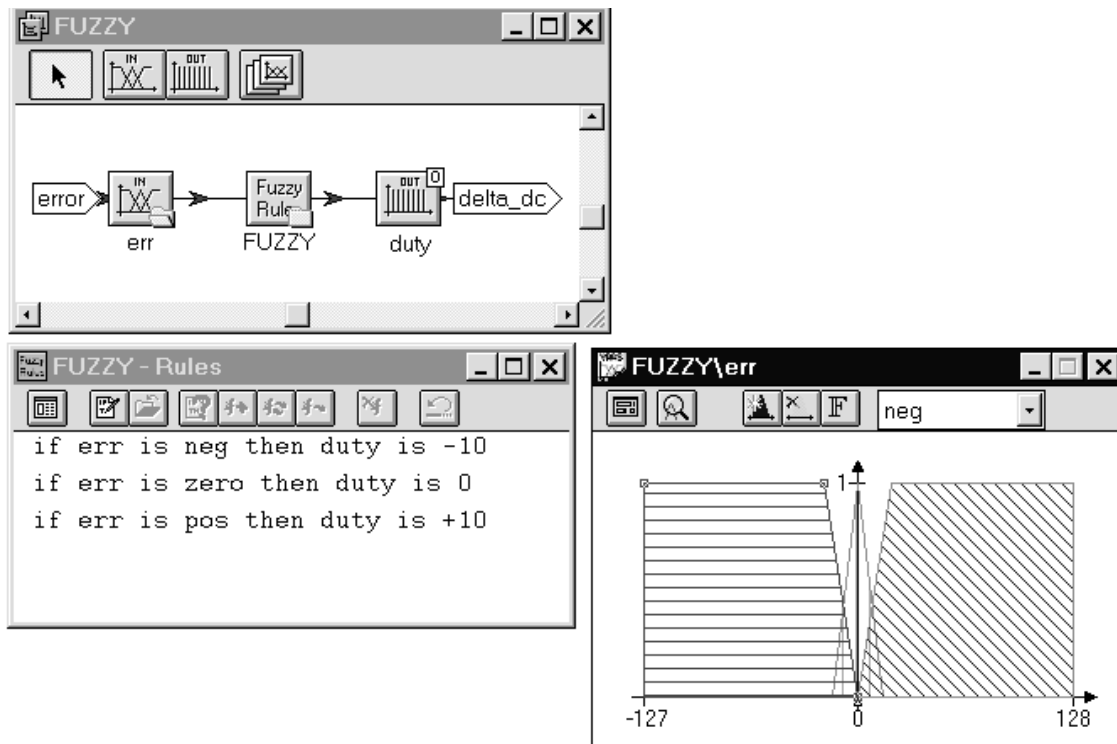 FUZZY
IN OUT
error IN Fuzzy Rules OUT 0 delta_dc
err FUZZY duty
FUZZY - Rules
if err is neg then duty is -10
if err is zero then duty is 0
if err is pos then duty is +10
FUZZY\err
F neg
1
-127 0 128